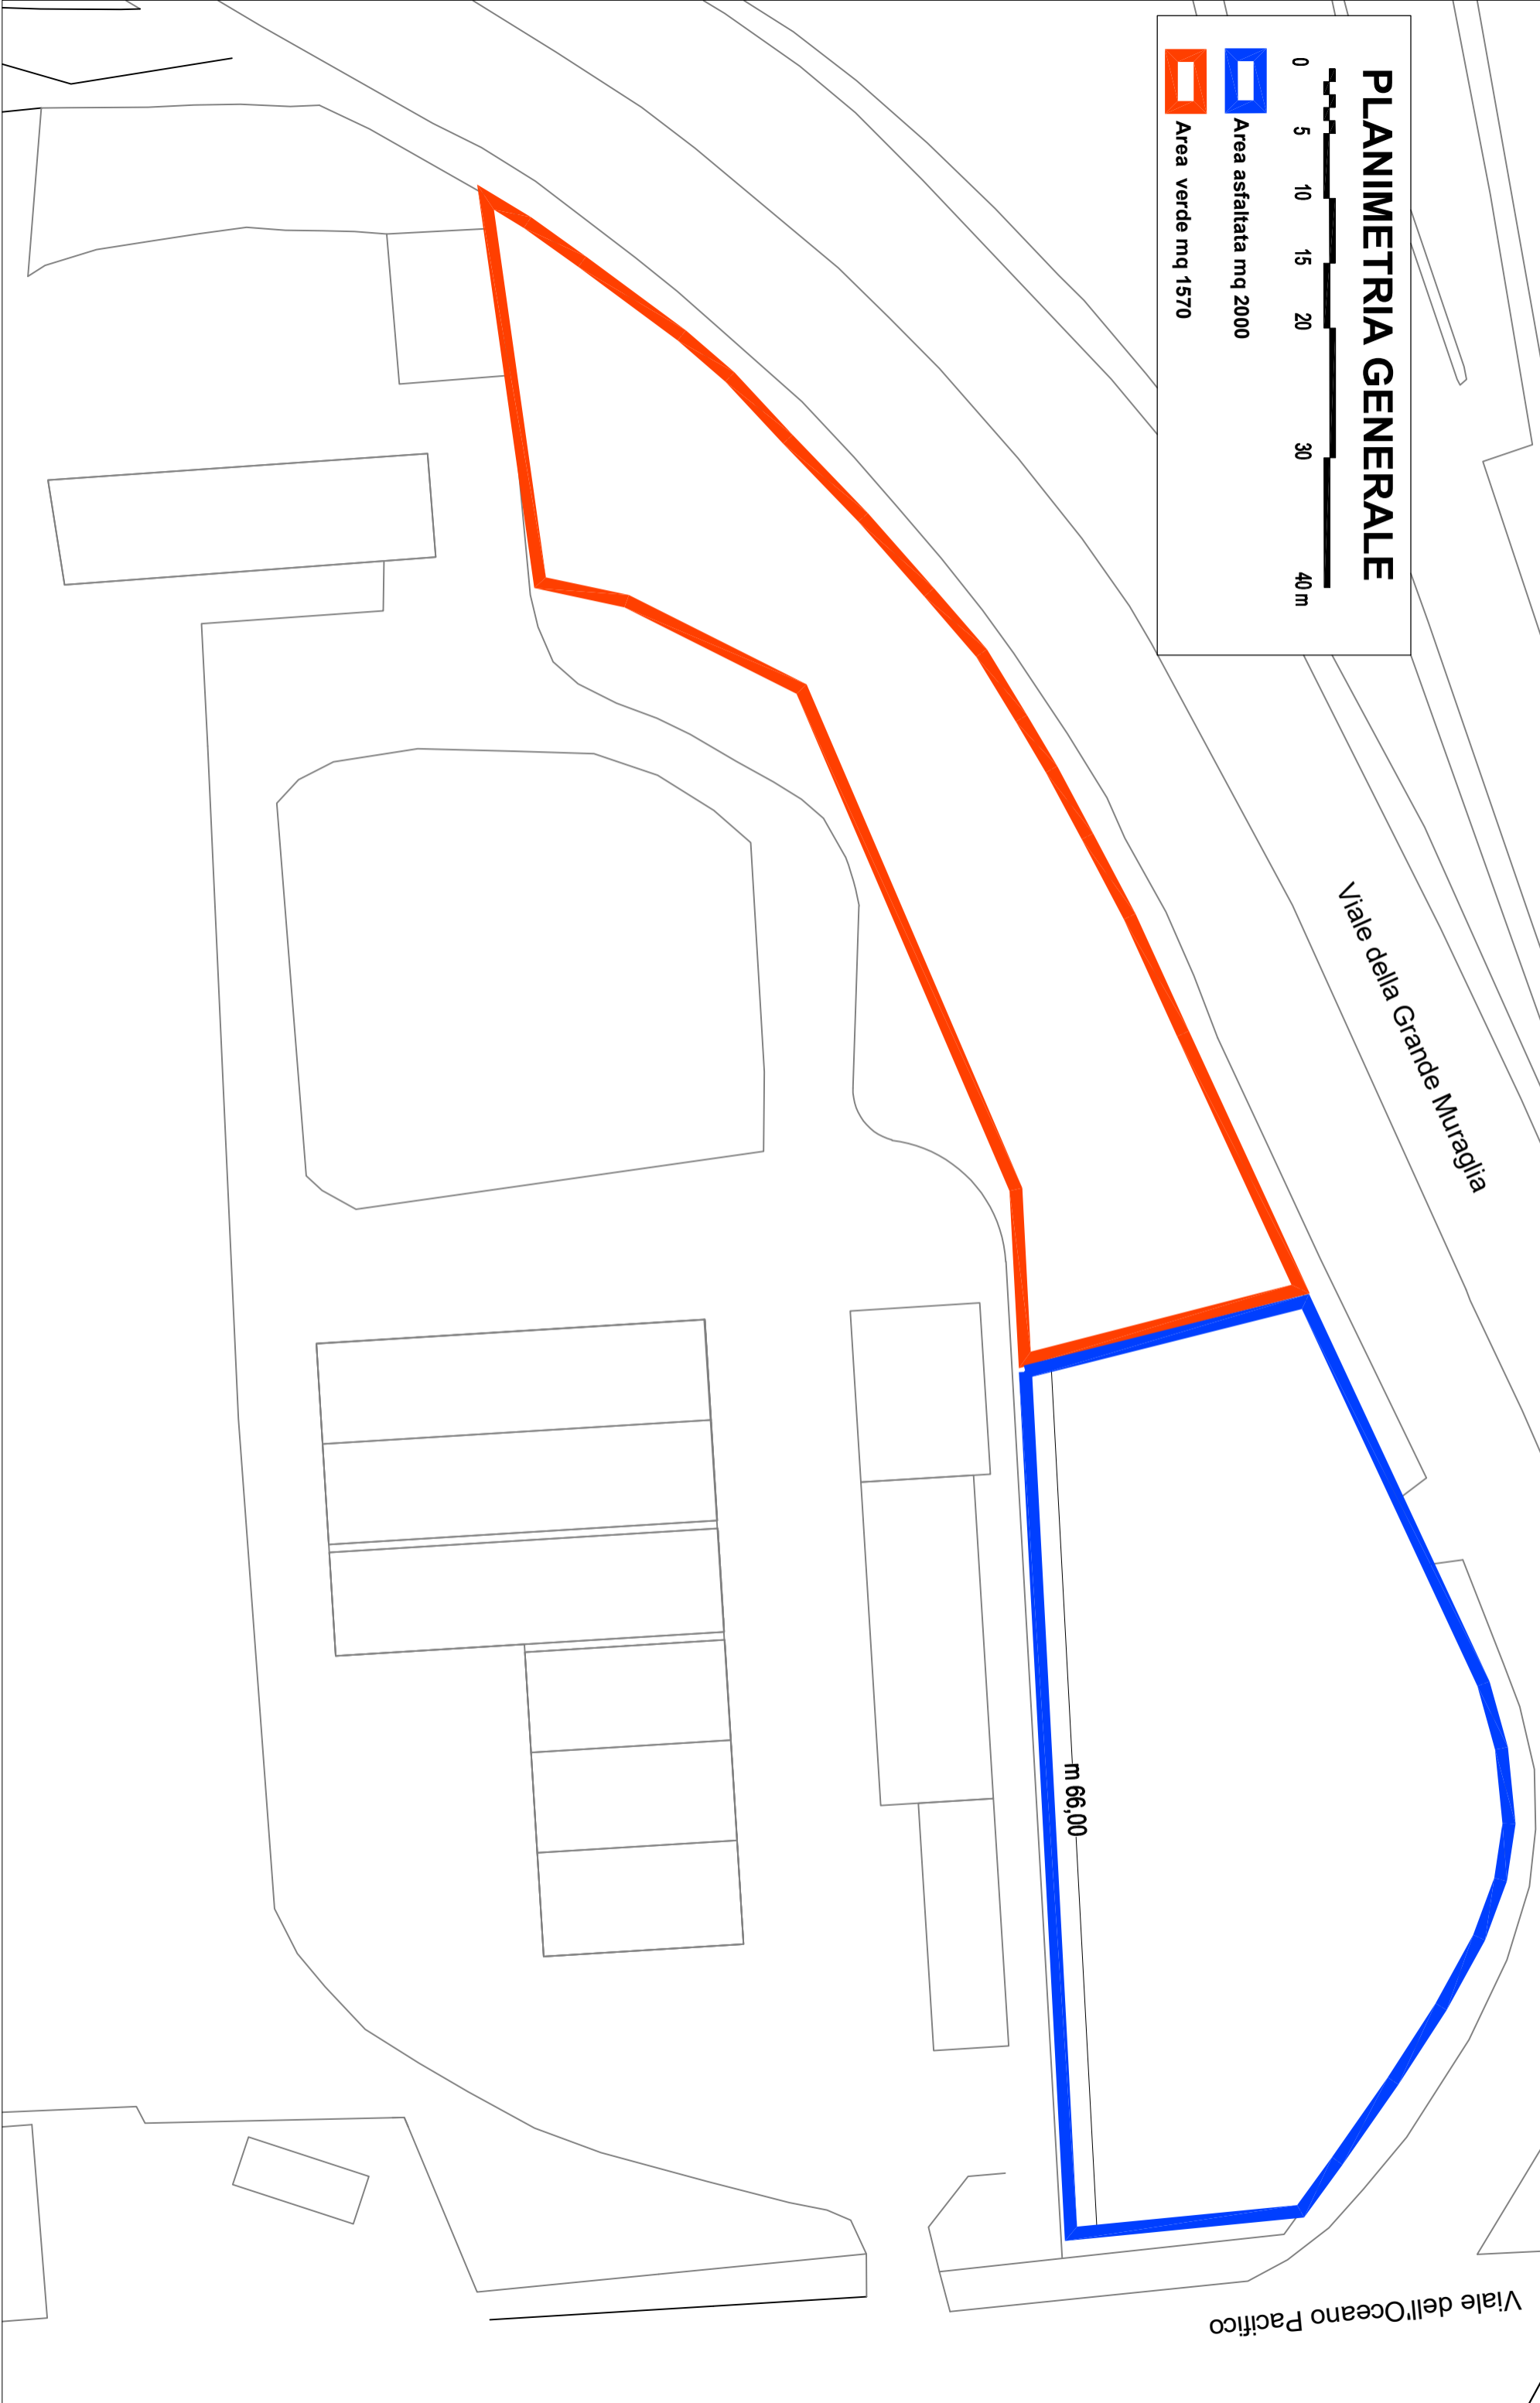 PLANIMETRIA GENERALE
0 5 10 15 20 30 40 m
Area asfaltata mq 2000
Area verde mq 1570
Viale della Grande Muraglia
m 66,00
Viale dell'Oceano Pacifico